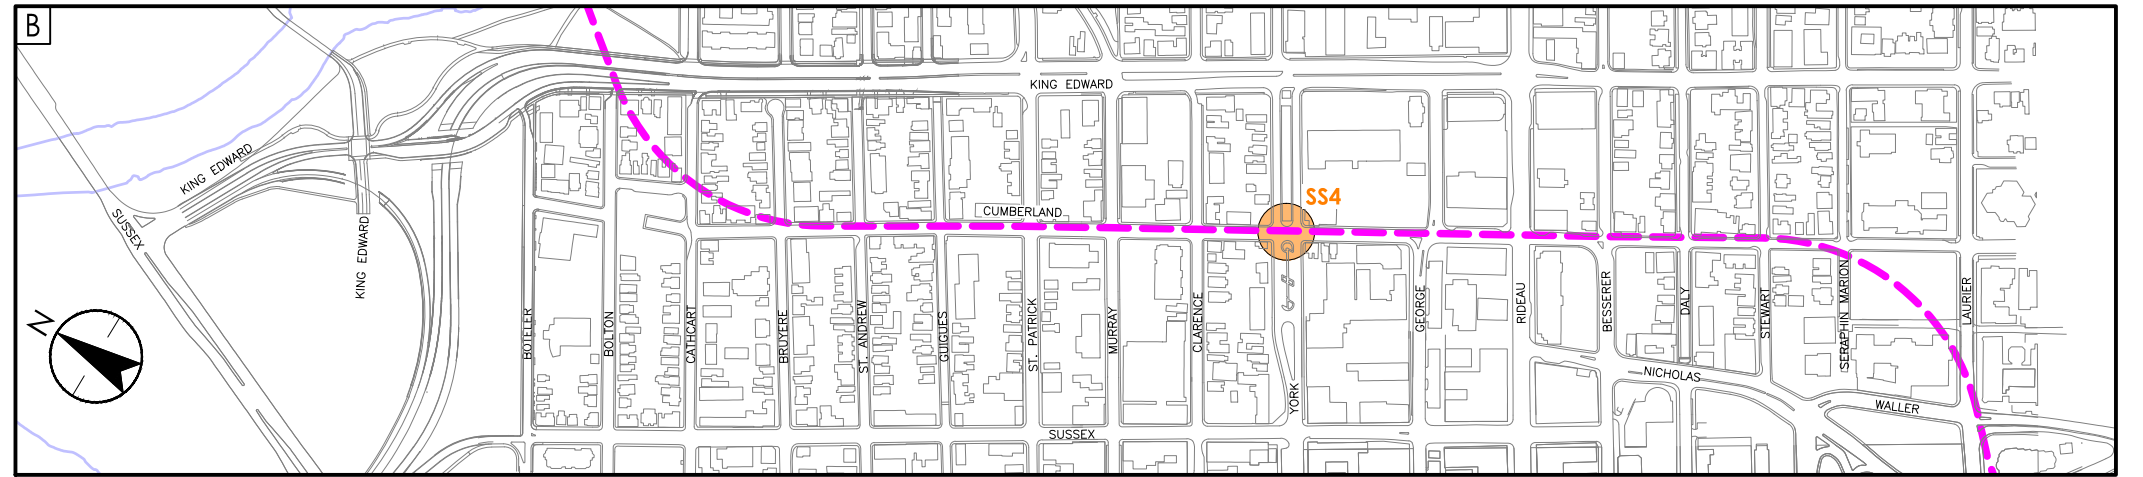 B
KING EDWARD
KING EDWARD
SUSSEX
KING EDWARD
N
SS4
CUMBERLAND
BOTELER
BOLTON
CATHCART
BRUYERE
ST. ANDREW
GUIGUES
ST. PATRICK
MURRAY
CLARENCE
YORK
GEORGE
RIDEAU
BESSERER
DALY
STEWART
SERAPHIN MARION
LAURIER
NICHOLAS
WALLER
SUSSEX